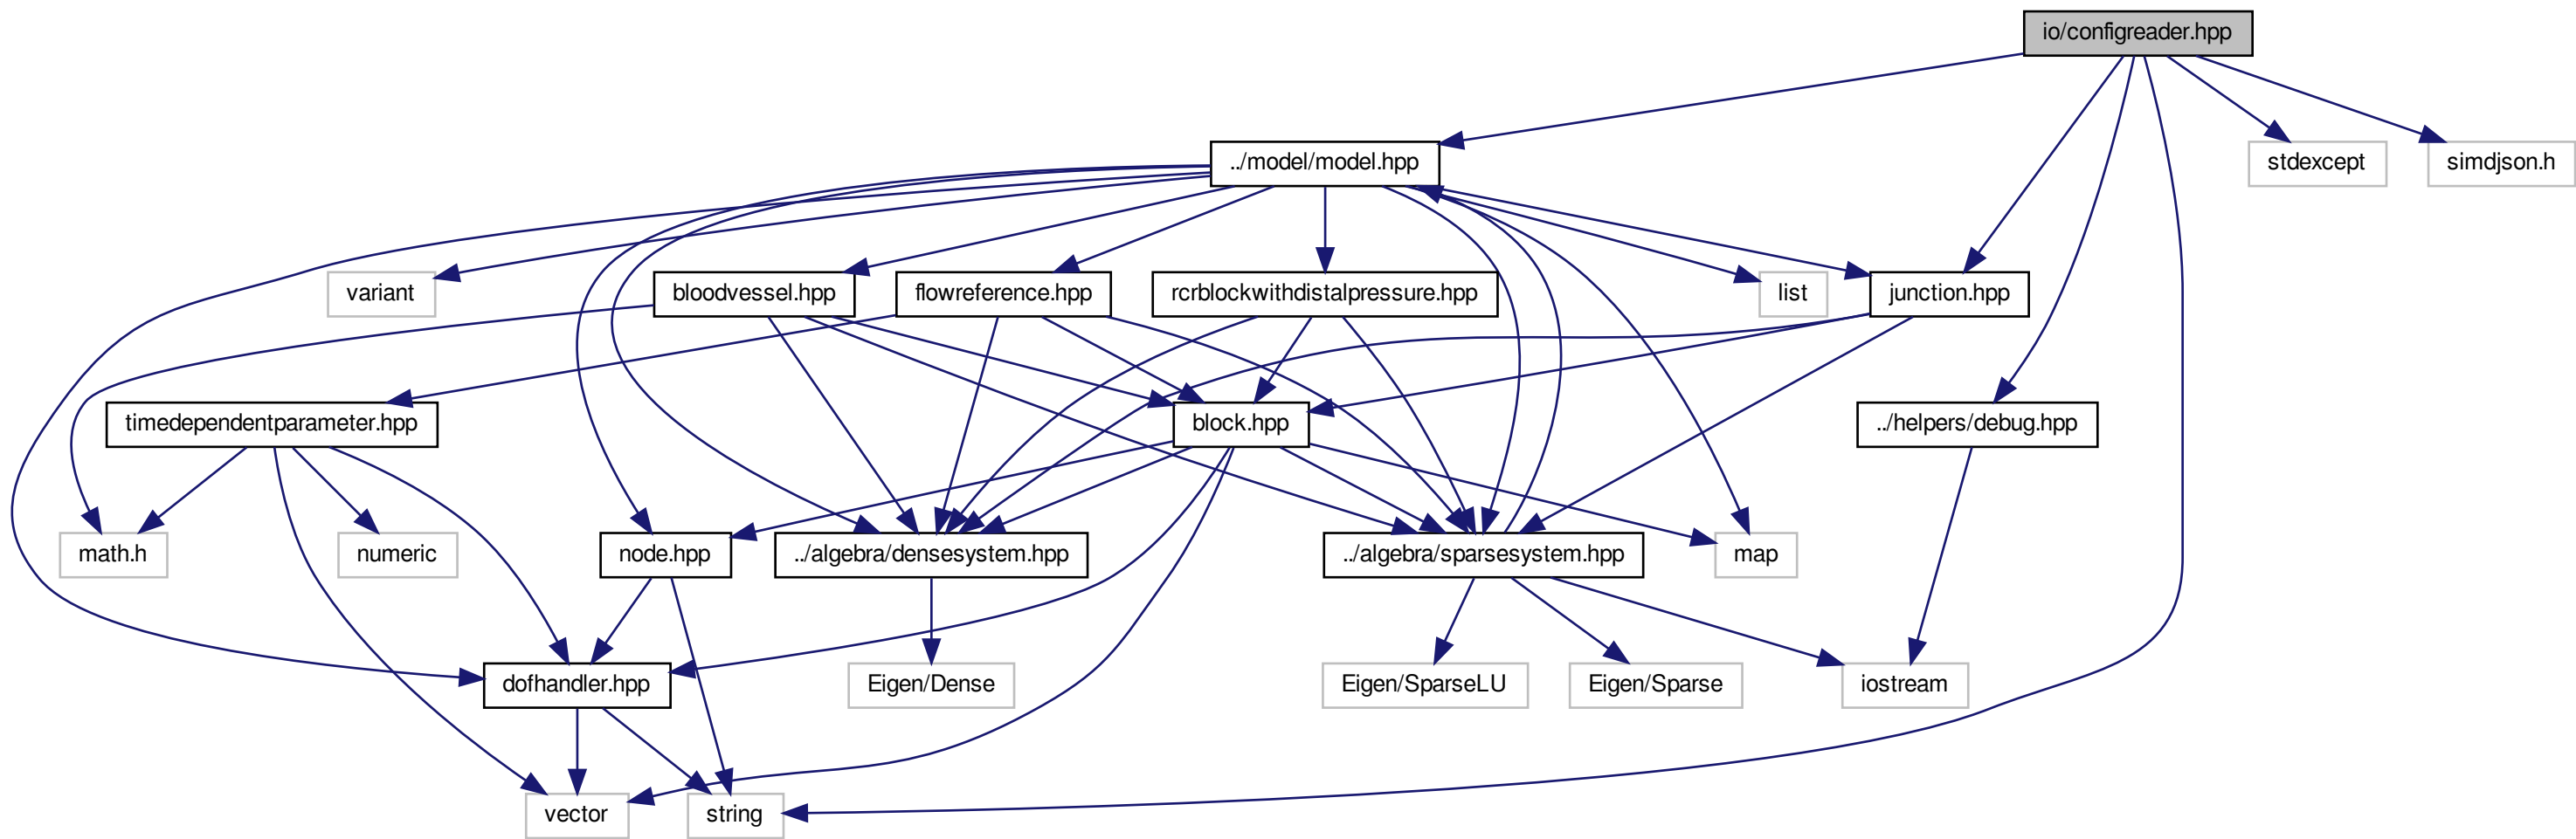 io/configreader.hpp
../model/model.hpp
stdexcept
simdjson.h
variant
bloodvessel.hpp
flowreference.hpp
rcrblockwithdistalpressure.hpp
list
junction.hpp
timedependentparameter.hpp
block.hpp
../helpers/debug.hpp
math.h
numeric
node.hpp
../algebra/densesystem.hpp
../algebra/sparsesystem.hpp
map
dofhandler.hpp
Eigen/Dense
Eigen/SparseLU
Eigen/Sparse
iostream
vector
string